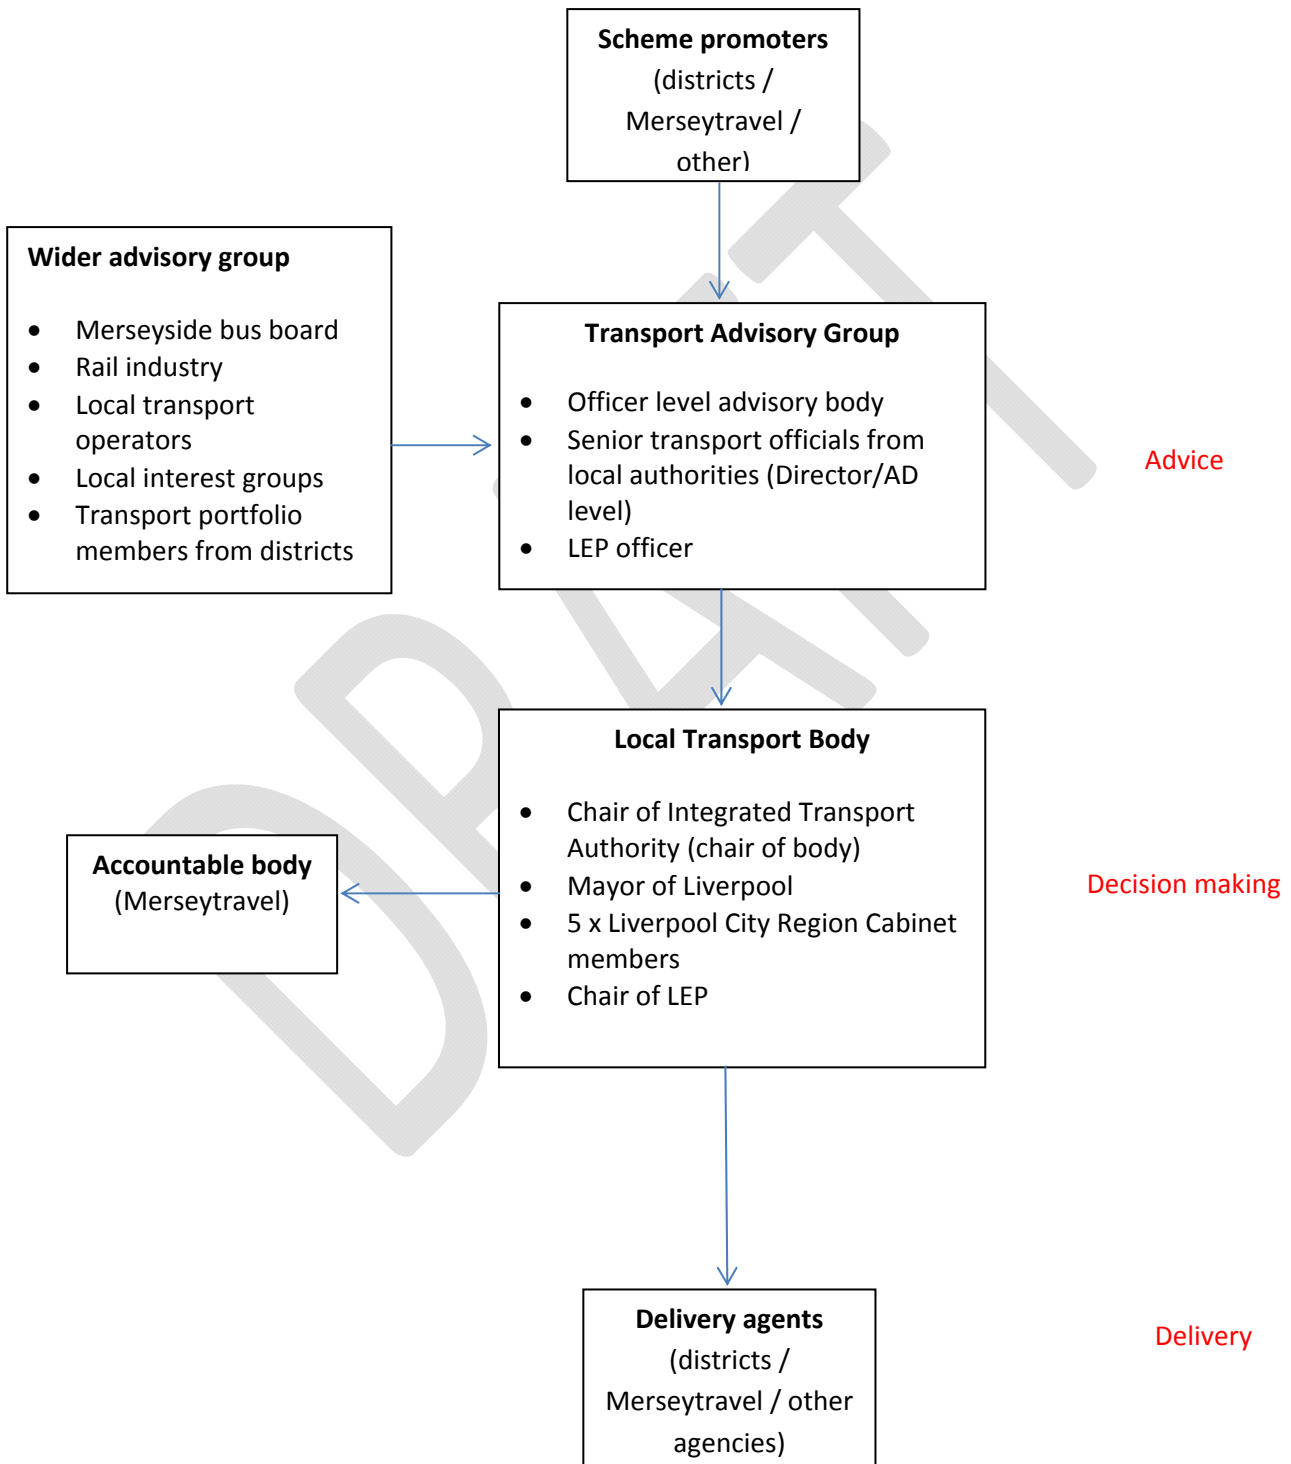 Scheme promoters
(districts /
Merseytravel /
other)
Wider advisory group
• Merseyside bus board
• Rail industry
• Local transport
operators
• Local interest groups
• Transport portfolio
members from districts
Transport Advisory Group
• Officer level advisory body
• Senior transport officials from
local authorities (Director/AD
level)
• LEP officer
Advice
Local Transport Body
• Chair of Integrated Transport
Authority (chair of body)
• Mayor of Liverpool
• 5 x Liverpool City Region Cabinet
members
• Chair of LEP
Accountable body
(Merseytravel)
Decision making
Delivery agents
(districts /
Merseytravel / other
agencies)
Delivery
DRAFT